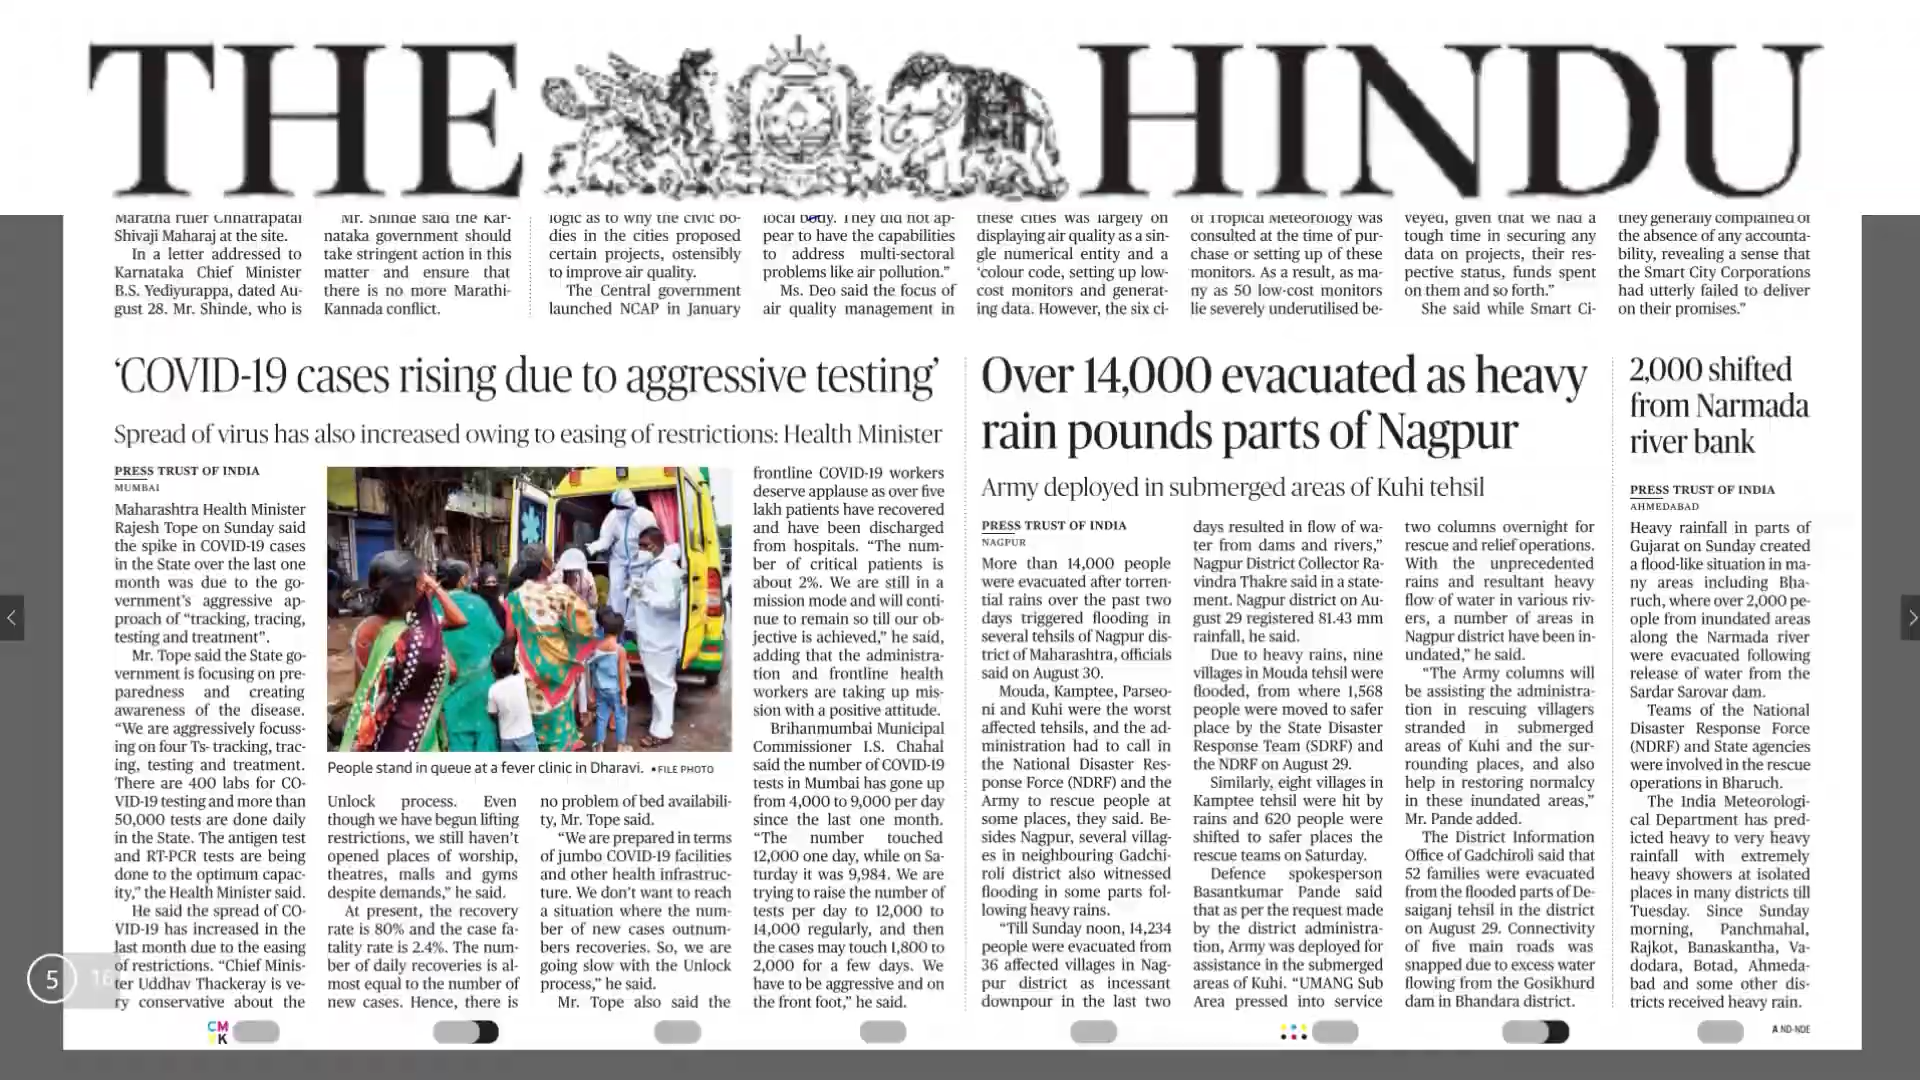 THE HINDU
Maratha ruler Chhatrapati
Shivaji Maharaj at the site.
In a letter addressed to
Karnataka Chief Minister
B.S. Yediyurappa, dated Au-
gust 28. Mr. Shinde, who is
Mr. Shinde said the Kar-
nataka government should
take stringent action in this
matter and ensure that
there is no more Marathi-
Kannada conflict.
logic as to why the civic bo-
dies in the cities proposed
certain projects, ostensibly
to improve air quality.
The Central government
launched NCAP in January
local body. They did not ap-
pear to have the capabilities
to address multi-sectoral
problems like air pollution.”
Ms. Deo said the focus of
air quality management in
these cities was largely on
displaying air quality as a sin-
gle numerical entity and a
‘colour code, setting up low-
cost monitors and generat-
ing data. However, the six ci-
of Tropical Meteorology was
consulted at the time of pur-
chase or setting up of these
monitors. As a result, as ma-
ny as 50 low-cost monitors
lie severely underutilised be-
veyed, given that we had a
tough time in securing any
data on projects, their res-
pective status, funds spent
on them and so forth.”
She said while Smart Ci-
they generally complained of
the absence of any accounta-
bility, revealing a sense that
the Smart City Corporations
had utterly failed to deliver
on their promises.”
‘COVID-19 cases rising due to aggressive testing’
Spread of virus has also increased owing to easing of restrictions: Health Minister
PRESS TRUST OF INDIA
MUMBAI
Maharashtra Health Minister
Rajesh Tope on Sunday said
the spike in COVID-19 cases
in the State over the last one
month was due to the go-
vernment’s aggressive ap-
proach of “tracking, tracing,
testing and treatment”.
Mr. Tope said the State go-
vernment is focusing on pre-
paredness and creating
awareness of the disease.
“We are aggressively focuss-
ing on four Ts- tracking, trac-
ing, testing and treatment.
There are 400 labs for CO-
VID-19 testing and more than
50,000 tests are done daily
in the State. The antigen test
and RT-PCR tests are being
done to the optimum capac-
ity,” the Health Minister said.
He said the spread of CO-
VID-19 has increased in the
last month due to the easing
of restrictions. “Chief Minis-
ter Uddhav Thackeray is ve-
ry conservative about the
People stand in queue at a fever clinic in Dharavi. •FILE PHOTO
Unlock process. Even
though we have begun lifting
restrictions, we still haven’t
opened places of worship,
theatres, malls and gyms
despite demands,” he said.
At present, the recovery
rate is 80% and the case fa-
tality rate is 2.4%. The num-
ber of daily recoveries is al-
most equal to the number of
new cases. Hence, there is
no problem of bed availabili-
ty, Mr. Tope said.
“We are prepared in terms
of jumbo COVID-19 facilities
and other health infrastruc-
ture. We don’t want to reach
a situation where the num-
ber of new cases outnum-
bers recoveries. So, we are
going slow with the Unlock
process,” he said.
Mr. Tope also said the
frontline COVID-19 workers
deserve applause as over five
lakh patients have recovered
and have been discharged
from hospitals. “The num-
ber of critical patients is
about 2%. We are still in a
mission mode and will conti-
nue to remain so till our ob-
jective is achieved,” he said,
adding that the administra-
tion and frontline health
workers are taking up mis-
sion with a positive attitude.
Brihanmumbai Municipal
Commissioner I.S. Chahal
said the number of COVID-19
tests in Mumbai has gone up
from 4,000 to 9,000 per day
since the last one month.
“The number touched
12,000 one day, while on Sa-
turday it was 9,984. We are
trying to raise the number of
tests per day to 12,000 to
14,000 regularly, and then
the cases may touch 1,800 to
2,000 for a few days. We
have to be aggressive and on
the front foot,” he said.
Over 14,000 evacuated as heavy
rain pounds parts of Nagpur
Army deployed in submerged areas of Kuhi tehsil
PRESS TRUST OF INDIA
NAGPUR
More than 14,000 people
were evacuated after torren-
tial rains over the past two
days triggered flooding in
several tehsils of Nagpur dis-
trict of Maharashtra, officials
said on August 30.
Mouda, Kamptee, Parseo-
ni and Kuhi were the worst
affected tehsils, and the ad-
ministration had to call in
the National Disaster Res-
ponse Force (NDRF) and the
Army to rescue people at
some places, they said. Be-
sides Nagpur, several villag-
es in neighbouring Gadchi-
roli district also witnessed
flooding in some parts fol-
lowing heavy rains.
“Till Sunday noon, 14,234
people were evacuated from
36 affected villages in Nag-
pur district as incessant
downpour in the last two
days resulted in flow of wa-
ter from dams and rivers,”
Nagpur District Collector Ra-
vindra Thakre said in a state-
ment. Nagpur district on Au-
gust 29 registered 81.43 mm
rainfall, he said.
Due to heavy rains, nine
villages in Mouda tehsil were
flooded, from where 1,568
people were moved to safer
place by the State Disaster
Response Team (SDRF) and
the NDRF on August 29.
Similarly, eight villages in
Kamptee tehsil were hit by
rains and 620 people were
shifted to safer places the
rescue teams on Saturday.
Defence spokesperson
Basantkumar Pande said
that as per the request made
by the district administra-
tion, Army was deployed for
assistance in the submerged
areas of Kuhi. “UMANG Sub
Area pressed into service
two columns overnight for
rescue and relief operations.
With the unprecedented
rains and resultant heavy
flow of water in various riv-
ers, a number of areas in
Nagpur district have been in-
undated,” he said.
“The Army columns will
be assisting the administra-
tion in rescuing villagers
stranded in submerged
areas of Kuhi and the sur-
rounding places, and also
help in restoring normalcy
in these inundated areas,”
Mr. Pande added.
The District Information
Office of Gadchiroli said that
52 families were evacuated
from the flooded parts of De-
saiganj tehsil in the district
on August 29. Connectivity
of five main roads was
snapped due to excess water
flowing from the Gosikhurd
dam in Bhandara district.
2,000 shifted
from Narmada
river bank
PRESS TRUST OF INDIA
AHMEDABAD
Heavy rainfall in parts of
Gujarat on Sunday created
a flood-like situation in ma-
ny areas including Bha-
ruch, where over 2,000 pe-
ople from inundated areas
along the Narmada river
were evacuated following
release of water from the
Sardar Sarovar dam.
Teams of the National
Disaster Response Force
(NDRF) and State agencies
were involved in the rescue
operations in Bharuch.
The India Meteorologi-
cal Department has pred-
icted heavy to very heavy
rainfall with extremely
heavy showers at isolated
places in many districts till
Tuesday. Since Sunday
morning, Panchmahal,
Rajkot, Banaskantha, Va-
dodara, Botad, Ahmeda-
bad and some other dis-
tricts received heavy rain.
5 16
CM
K
A ND-NDE